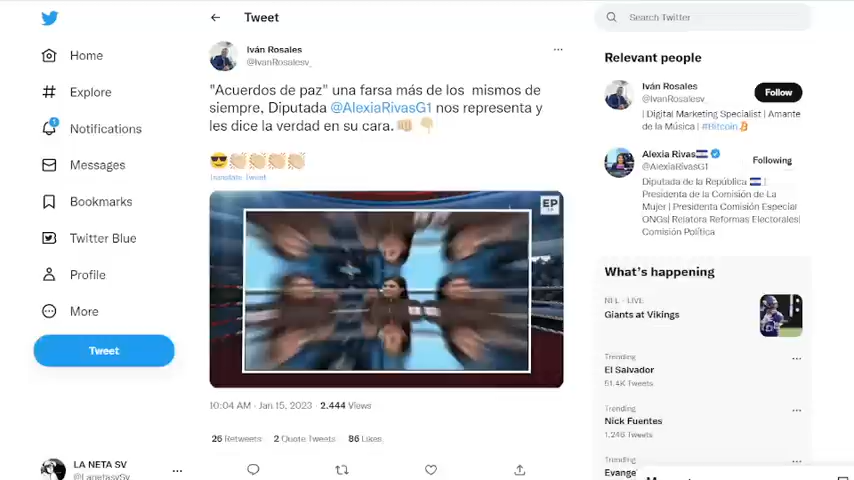 Tweet
Search Twitter
Home
Explore
1
Notifications
Messages
Bookmarks
Twitter Blue
Profile
More
Tweet
LA NETA SV
@LanetasvSv
Iván Rosales
@IvanRosalesv_
"Acuerdos de paz" una farsa más de los mismos de
siempre, Diputada @AlexiaRivasG1 nos representa y
les dice la verdad en su cara.
Translate Tweet
EP
10:04 AM · Jan 15, 2023 · 2,444 Views
26 Retweets 2 Quote Tweets 86 Likes
Relevant people
Iván Rosales
@IvanRosalesv_
Follow
| Digital Marketing Specialist | Amante
de la Música | #Bitcoin
Alexia Rivas
@AlexiaRivasG1
Following
Diputada de la República |
Presidenta de la Comisión de La
Mujer | Presidenta Comisión Especial
ONGs| Relatora Reformas Electorales|
Comisión Política
What's happening
NFL · LIVE
Giants at Vikings
Trending
El Salvador
51.4K Tweets
Trending
Nick Fuentes
1,246 Tweets
Trending